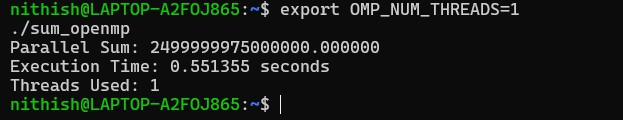 nithish@LAPTOP-A2FOJ865:~$ export OMP_NUM_THREADS=1
./sum_openmp
Parallel Sum: 2499999975000000.000000
Execution Time: 0.551355 seconds
Threads Used: 1
nithish@LAPTOP-A2FOJ865:~$